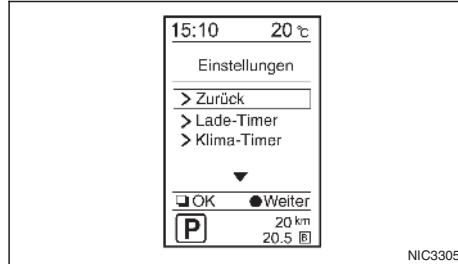 15:10 20 °C
Einstellungen
> Zurück
> Lade-Timer
> Klima-Timer
▼
❏OK ●Weiter
P 20 km
20.5 B
NIC3305